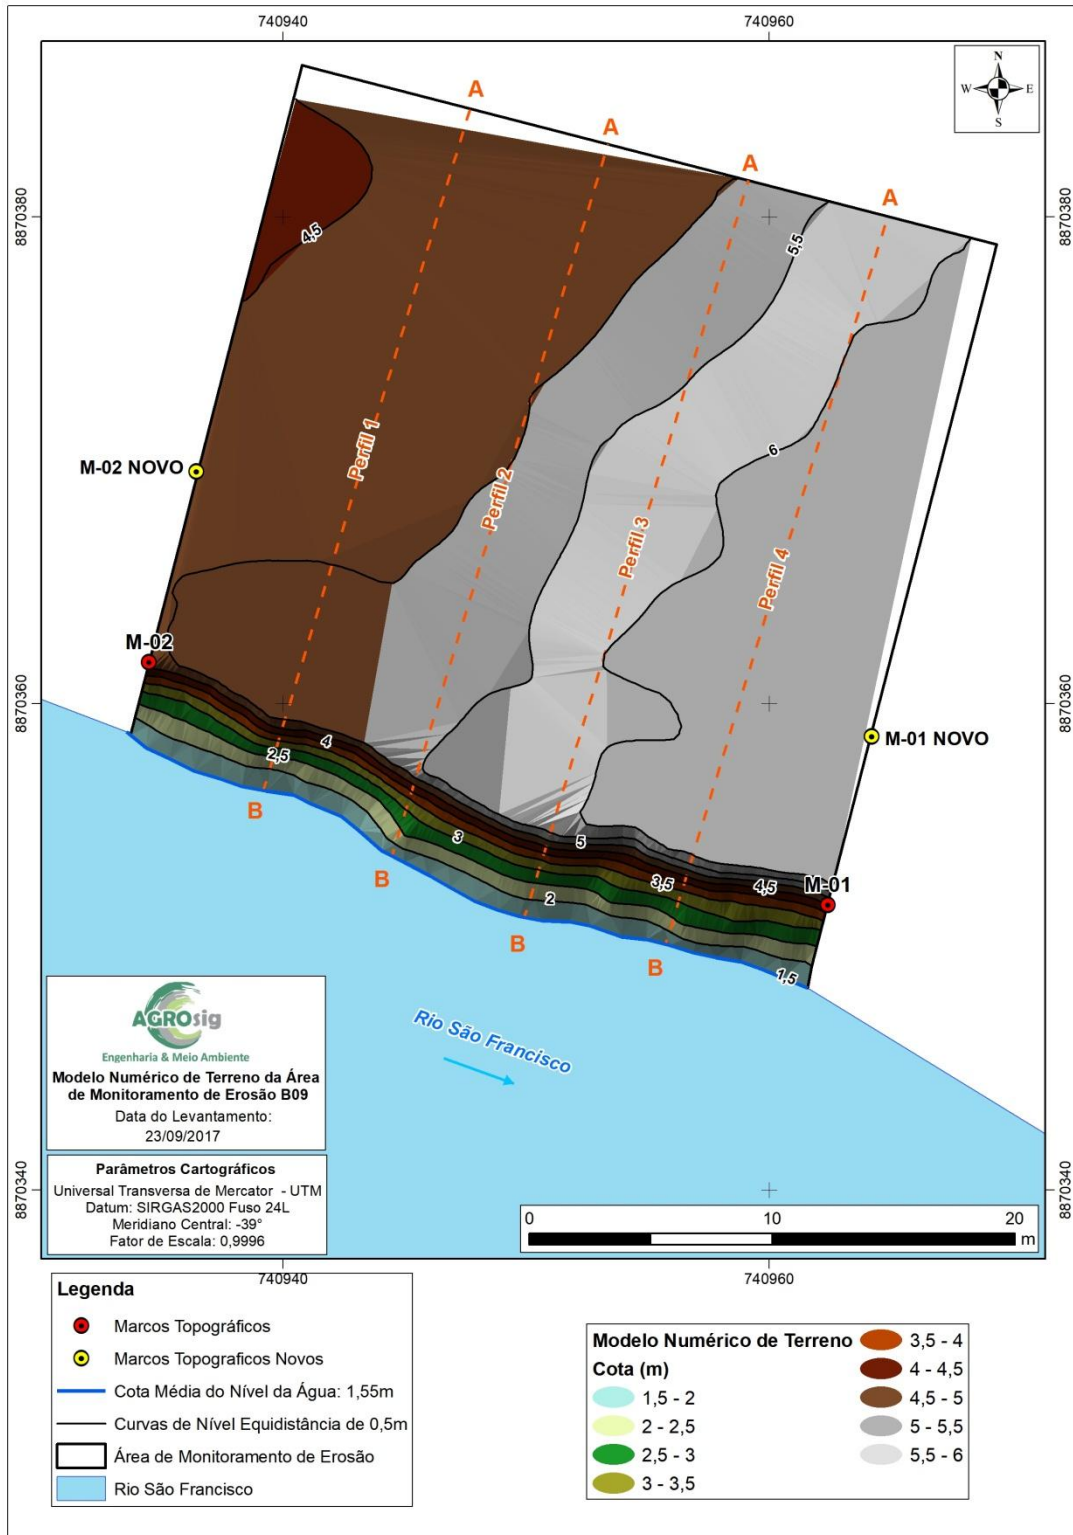 740940
740960
N
W
E
S
A
A
A
A
8870380
8870380
4,5
5,5
6
Perfil 1
Perfil 2
Perfil 3
Perfil 4
M-02 NOVO
M-02
M-01 NOVO
M-01
8870360
8870360
4
2,5
3
5
3,5
4,5
2
1,5
B
B
B
B
Rio São Francisco
AGROsig
Engenharia & Meio Ambiente
Modelo Numérico de Terreno da Área
de Monitoramento de Erosão B09
Data do Levantamento:
23/09/2017
Parâmetros Cartográficos
Universal Transversa de Mercator - UTM
Datum: SIRGAS2000 Fuso 24L
Meridiano Central: -39°
Fator de Escala: 0,9996
8870340
8870340
0
10
20
m
740940
740960
Legenda
Marcos Topográficos
Marcos Topograficos Novos
Cota Média do Nível da Água: 1,55m
Curvas de Nível Equidistância de 0,5m
Área de Monitoramento de Erosão
Rio São Francisco
Modelo Numérico de Terreno
Cota (m)
1,5 - 2
2 - 2,5
2,5 - 3
3 - 3,5
3,5 - 4
4 - 4,5
4,5 - 5
5 - 5,5
5,5 - 6